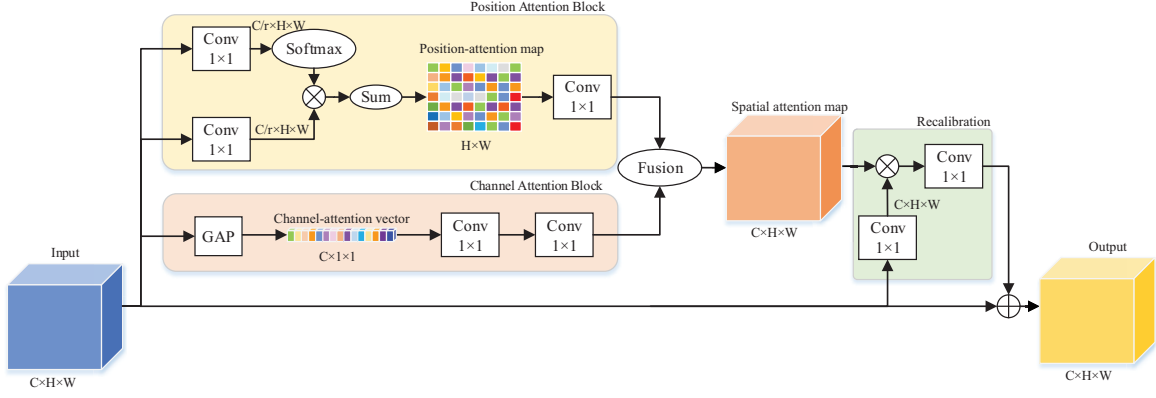 Position Attention Block
C/r×H×W
Conv
1×1
Softmax
Position-attention map
Sum
Conv
1×1
Conv
1×1
C/r×H×W
H×W
Fusion
Spatial attention map
C×H×W
Recalibration
Conv
1×1
C×H×W
Conv
1×1
Channel Attention Block
GAP
Channel-attention vector
C×1×1
Conv
1×1
Conv
1×1
Input
C×H×W
Output
C×H×W